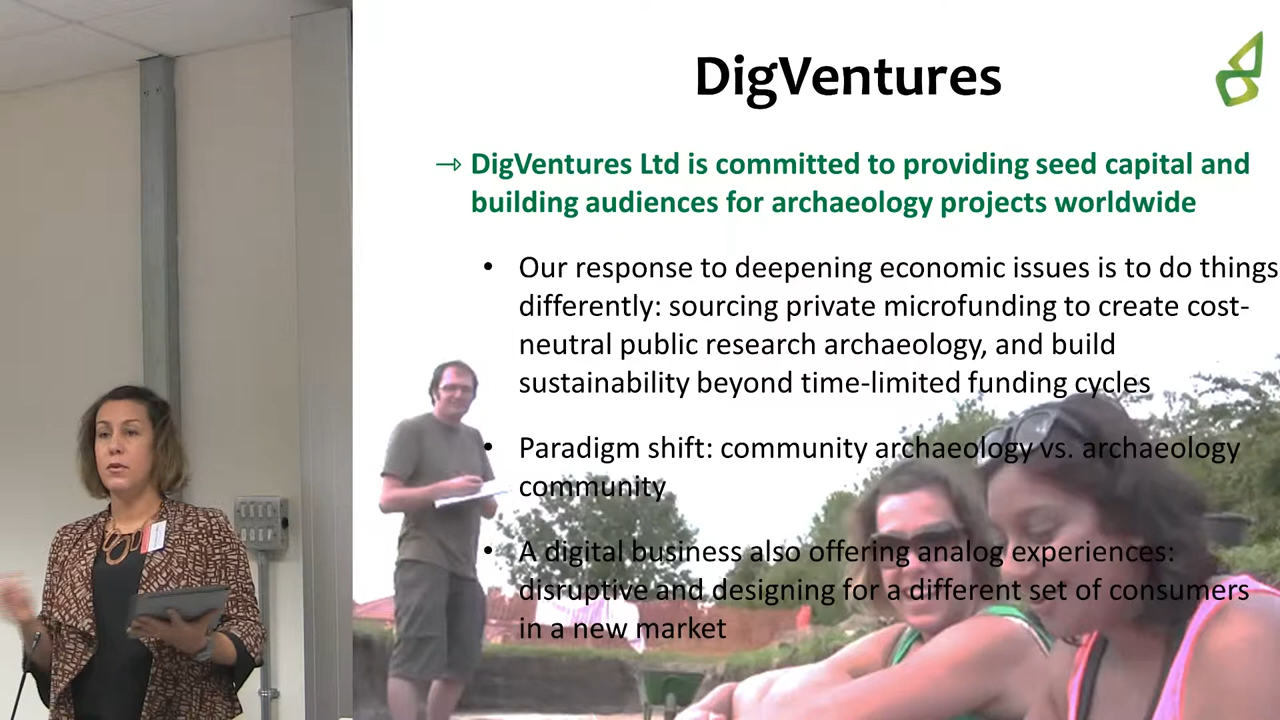 DigVentures
→ DigVentures Ltd is committed to providing seed capital and
building audiences for archaeology projects worldwide
• Our response to deepening economic issues is to do things
differently: sourcing private microfunding to create cost-
neutral public research archaeology, and build
sustainability beyond time-limited funding cycles
• Paradigm shift: community archaeology vs. archaeology
community
• A digital business also offering analog experiences:
disruptive and designing for a different set of consumers
in a new market